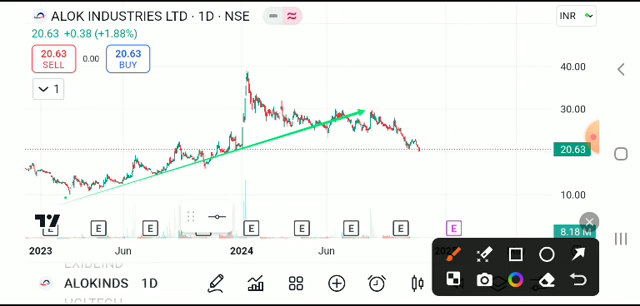 ALOK INDUSTRIES LTD · 1D · NSE
INR
20.63 +0.38 (+1.88%)
20.63
SELL
0.00
20.63
BUY
1
40.00
30.00
20.63
10.00
E E E E E E E E
8.18 M
2023 Jun 2024 Jun
ALOKINDS 1D